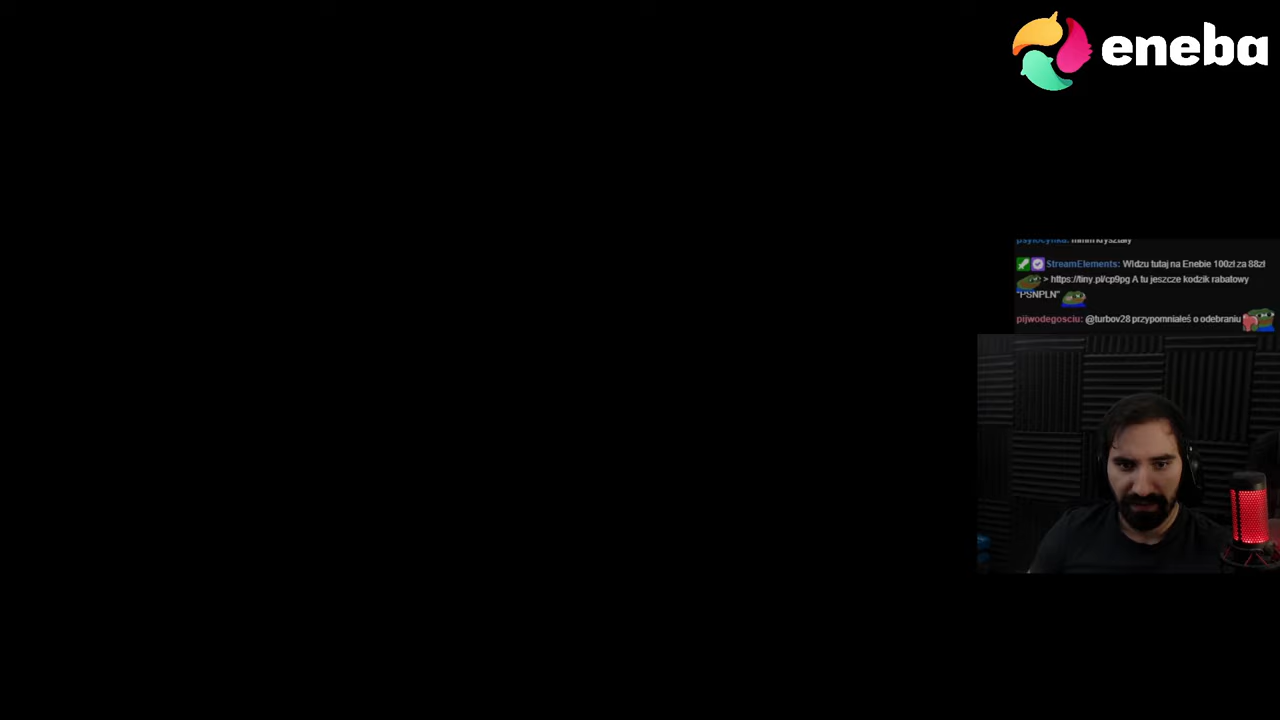 eneba
StreamElements: Widzu tutaj na Enebie 100zł za 88zł
> https://tiny.pl/cp9pg A tu jeszcze kodzik rabatowy
"PSNPLN"
pijwodegosciu: @turbov28 przypomniałeś o odebraniu